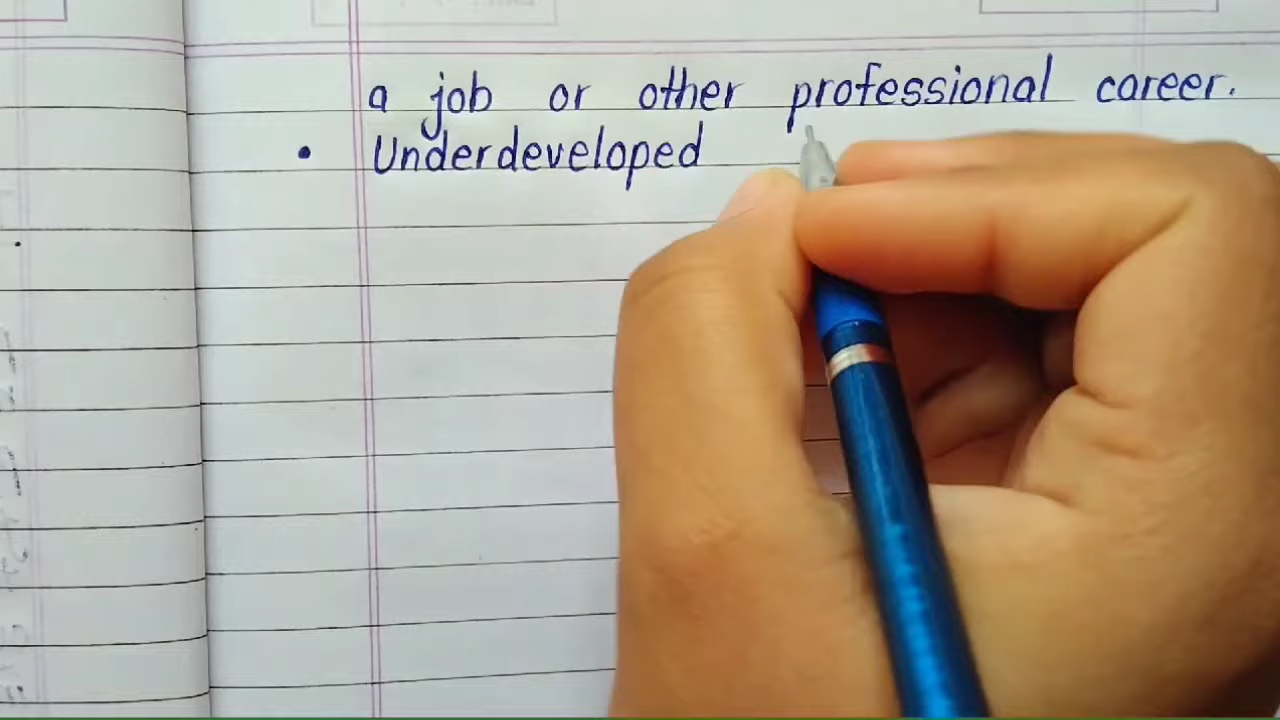 a job or other professional career.
• Underdeveloped